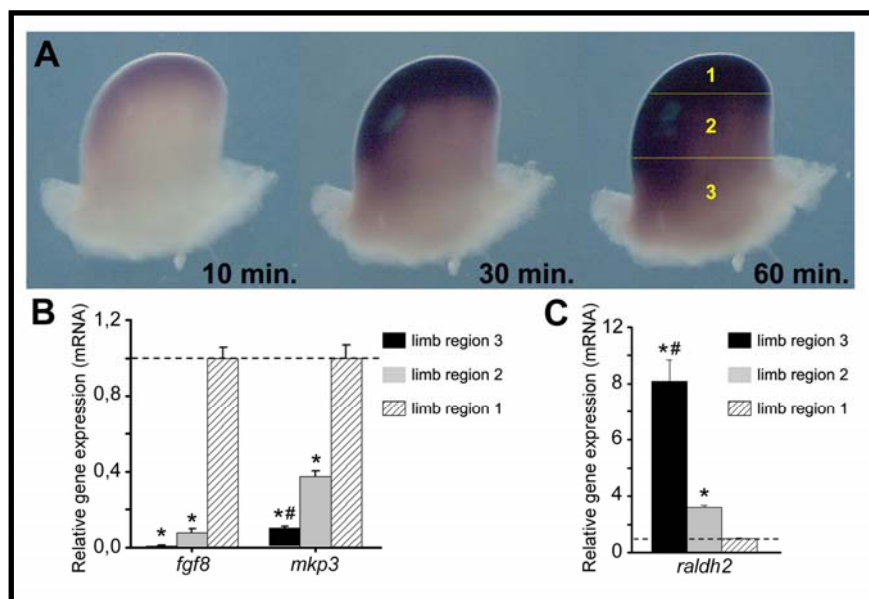 A
1
2
3
10 min.
30 min.
60 min.
B
Relative gene expression (mRNA)
1,2
0,8
0,4
0,0
*
*
*#
*
fgf8
mkp3
limb region 3
limb region 2
limb region 1
C
Relative gene expression (mRNA)
12
8
4
0
*#
*
raldh2
limb region 3
limb region 2
limb region 1